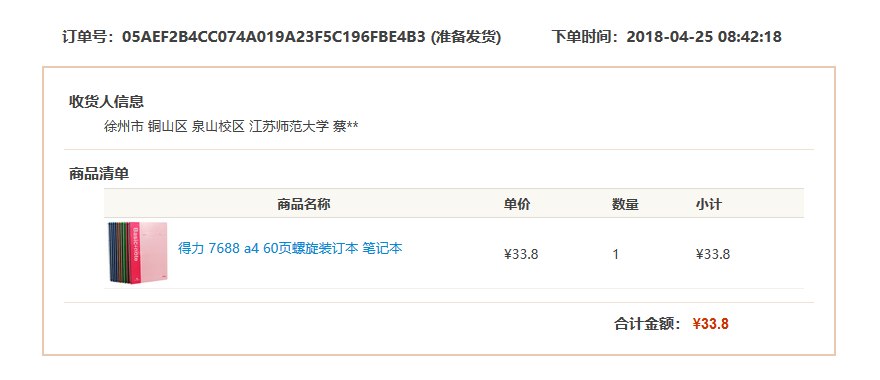 订单号：05AEF2B4CC074A019A23F5C196FBE4B3 (准备发货) 下单时间：2018-04-25 08:42:18
收货人信息
徐州市 铜山区 泉山校区 江苏师范大学 蔡**
商品清单
商品名称 单价 数量 小计
得力 7688 a4 60页螺旋装订本 笔记本 ¥33.8 1 ¥33.8
合计金额： ¥33.8